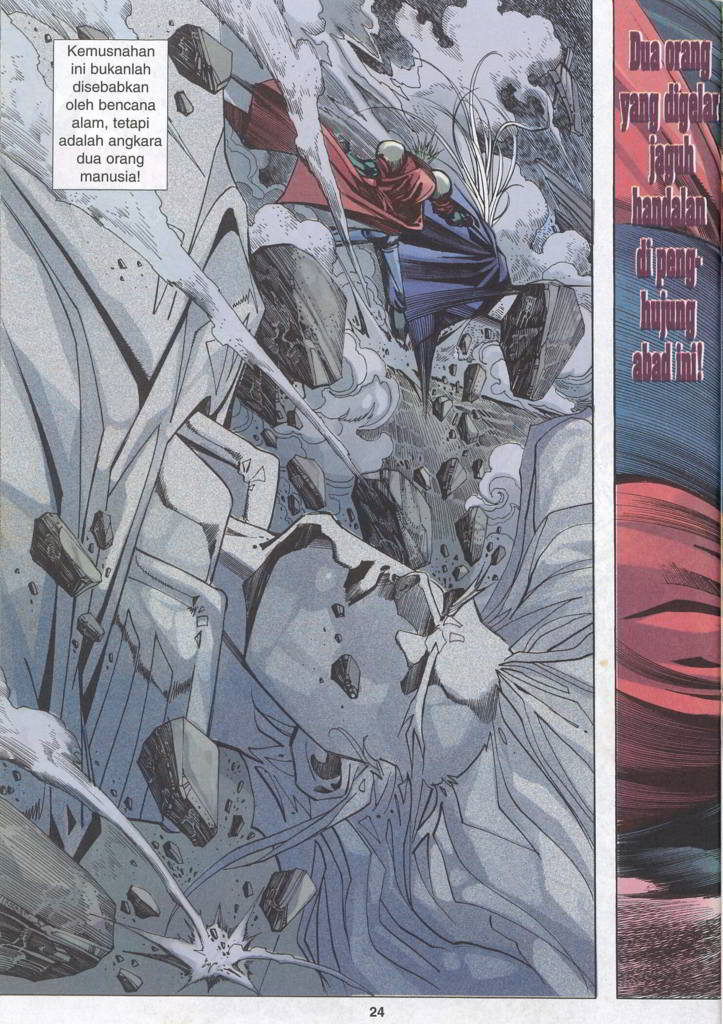 Kemusnahan
ini bukanlah
disebabkan
oleh bencana
alam, tetapi
adalah angkara
dua orang
manusia!
Dua orang
yang digelar
jaguh
handalan
di peng-
hujung
abad ini!
24